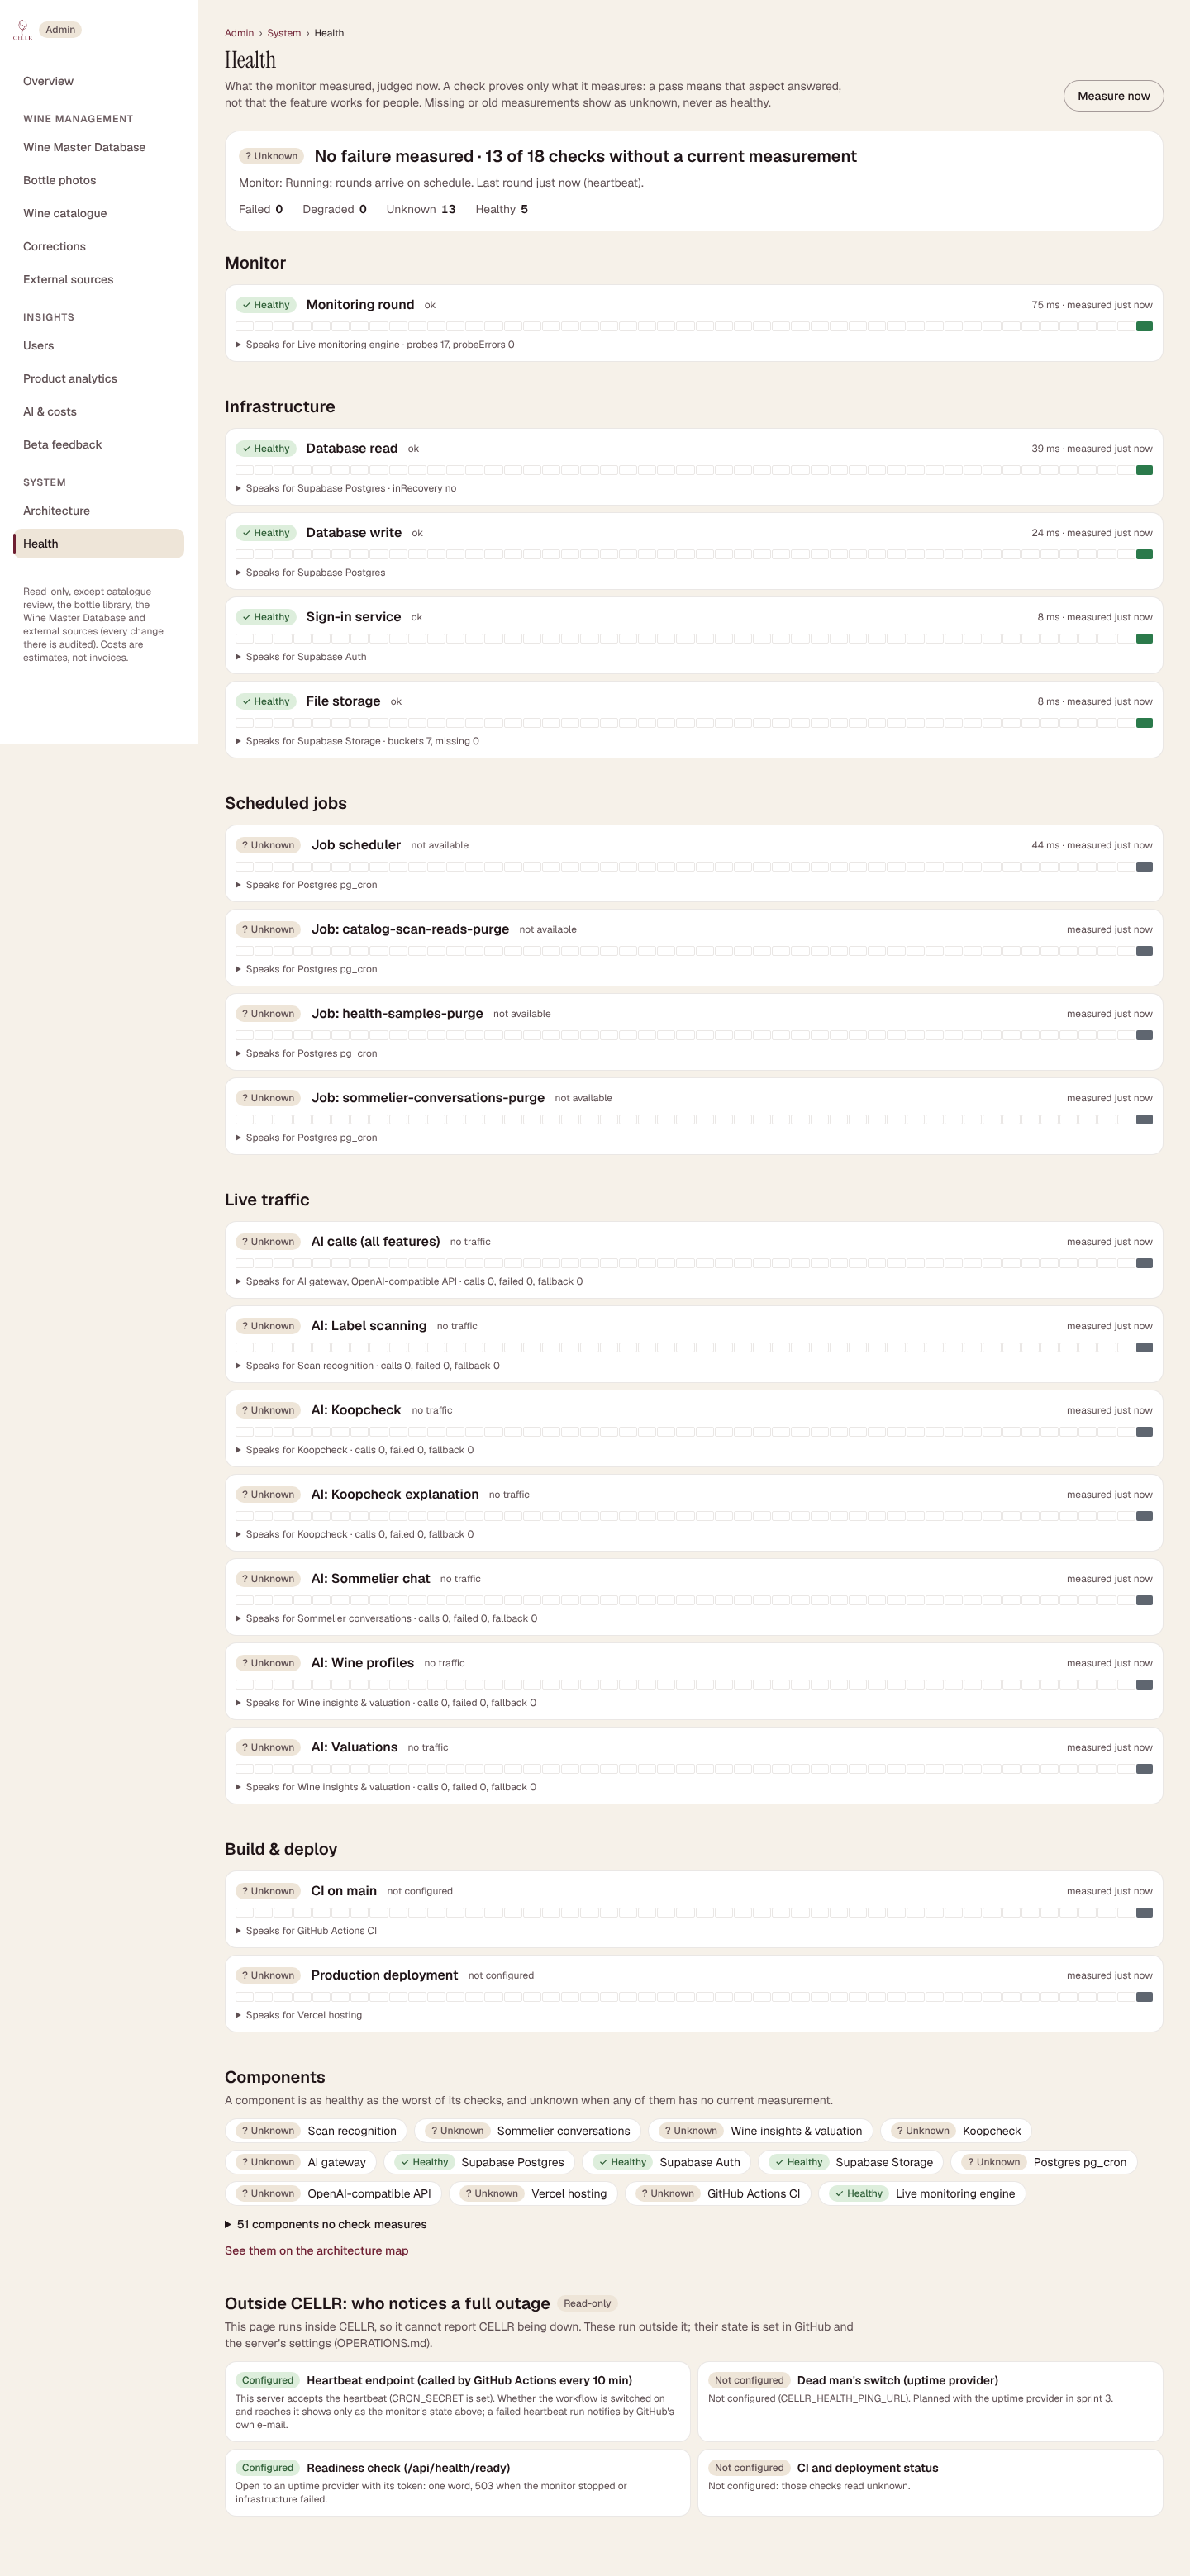 CELLR
Admin
Overview
WINE MANAGEMENT
Wine Master Database
Bottle photos
Wine catalogue
Corrections
External sources
INSIGHTS
Users
Product analytics
AI & costs
Beta feedback
SYSTEM
Architecture
Health
Read-only, except catalogue
review, the bottle library, the
Wine Master Database and
external sources (every change
there is audited). Costs are
estimates, not invoices.
Admin › System › Health
Health
What the monitor measured, judged now. A check proves only what it measures: a pass means that aspect answered,
not that the feature works for people. Missing or old measurements show as unknown, never as healthy.
Measure now
? Unknown No failure measured · 13 of 18 checks without a current measurement
Monitor: Running: rounds arrive on schedule. Last round just now (heartbeat).
Failed 0 Degraded 0 Unknown 13 Healthy 5
Monitor
✓ Healthy Monitoring round ok 75 ms · measured just now
▶ Speaks for Live monitoring engine · probes 17, probeErrors 0
Infrastructure
✓ Healthy Database read ok 39 ms · measured just now
▶ Speaks for Supabase Postgres · inRecovery no
✓ Healthy Database write ok 24 ms · measured just now
▶ Speaks for Supabase Postgres
✓ Healthy Sign-in service ok 8 ms · measured just now
▶ Speaks for Supabase Auth
✓ Healthy File storage ok 8 ms · measured just now
▶ Speaks for Supabase Storage · buckets 7, missing 0
Scheduled jobs
? Unknown Job scheduler not available 44 ms · measured just now
▶ Speaks for Postgres pg_cron
? Unknown Job: catalog-scan-reads-purge not available measured just now
▶ Speaks for Postgres pg_cron
? Unknown Job: health-samples-purge not available measured just now
▶ Speaks for Postgres pg_cron
? Unknown Job: sommelier-conversations-purge not available measured just now
▶ Speaks for Postgres pg_cron
Live traffic
? Unknown AI calls (all features) no traffic measured just now
▶ Speaks for AI gateway, OpenAI-compatible API · calls 0, failed 0, fallback 0
? Unknown AI: Label scanning no traffic measured just now
▶ Speaks for Scan recognition · calls 0, failed 0, fallback 0
? Unknown AI: Koopcheck no traffic measured just now
▶ Speaks for Koopcheck · calls 0, failed 0, fallback 0
? Unknown AI: Koopcheck explanation no traffic measured just now
▶ Speaks for Koopcheck · calls 0, failed 0, fallback 0
? Unknown AI: Sommelier chat no traffic measured just now
▶ Speaks for Sommelier conversations · calls 0, failed 0, fallback 0
? Unknown AI: Wine profiles no traffic measured just now
▶ Speaks for Wine insights & valuation · calls 0, failed 0, fallback 0
? Unknown AI: Valuations no traffic measured just now
▶ Speaks for Wine insights & valuation · calls 0, failed 0, fallback 0
Build & deploy
? Unknown CI on main not configured measured just now
▶ Speaks for GitHub Actions CI
? Unknown Production deployment not configured measured just now
▶ Speaks for Vercel hosting
Components
A component is as healthy as the worst of its checks, and unknown when any of them has no current measurement.
? Unknown Scan recognition ? Unknown Sommelier conversations ? Unknown Wine insights & valuation ? Unknown Koopcheck
? Unknown AI gateway ✓ Healthy Supabase Postgres ✓ Healthy Supabase Auth ✓ Healthy Supabase Storage ? Unknown Postgres pg_cron
? Unknown OpenAI-compatible API ? Unknown Vercel hosting ? Unknown GitHub Actions CI ✓ Healthy Live monitoring engine
▶ 51 components no check measures
See them on the architecture map
Outside CELLR: who notices a full outage Read-only
This page runs inside CELLR, so it cannot report CELLR being down. These run outside it; their state is set in GitHub and
the server's settings (OPERATIONS.md).
Configured Heartbeat endpoint (called by GitHub Actions every 10 min)
This server accepts the heartbeat (CRON_SECRET is set). Whether the workflow is switched on
and reaches it shows only as the monitor's state above; a failed heartbeat run notifies by GitHub's
own e-mail.
Not configured Dead man's switch (uptime provider)
Not configured (CELLR_HEALTH_PING_URL). Planned with the uptime provider in sprint 3.
Configured Readiness check (/api/health/ready)
Open to an uptime provider with its token: one word, 503 when the monitor stopped or
infrastructure failed.
Not configured CI and deployment status
Not configured: those checks read unknown.